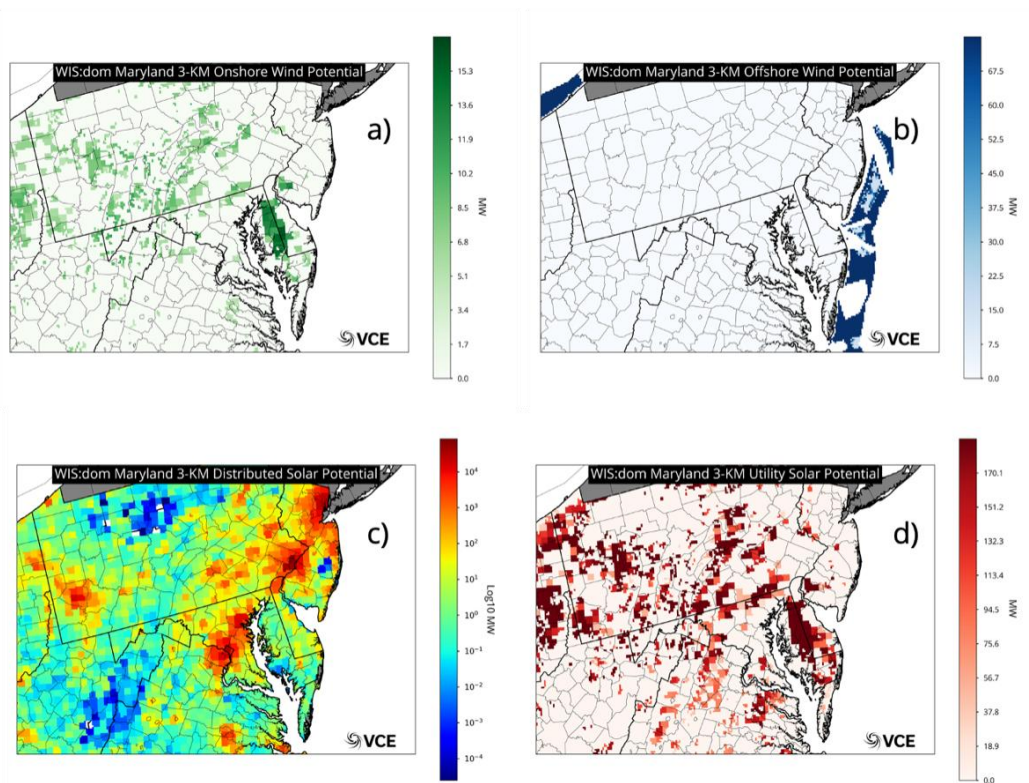 WIS:dom Maryland 3-KM Onshore Wind Potential
a)
15.3
13.6
11.9
10.2
8.5
6.8
5.1
3.4
1.7
0.0
MW
VCE
WIS:dom Maryland 3-KM Offshore Wind Potential
b)
67.5
60.0
52.5
45.0
37.5
30.0
22.5
15.0
7.5
0.0
MW
VCE
WIS:dom Maryland 3-KM Distributed Solar Potential
c)
10⁴
10³
10²
10¹
10⁰
10⁻¹
10⁻²
10⁻³
10⁻⁴
Log10 MW
VCE
WIS:dom Maryland 3-KM Utility Solar Potential
d)
170.1
151.2
132.3
113.4
94.5
75.6
56.7
37.8
18.9
0.0
MW
VCE